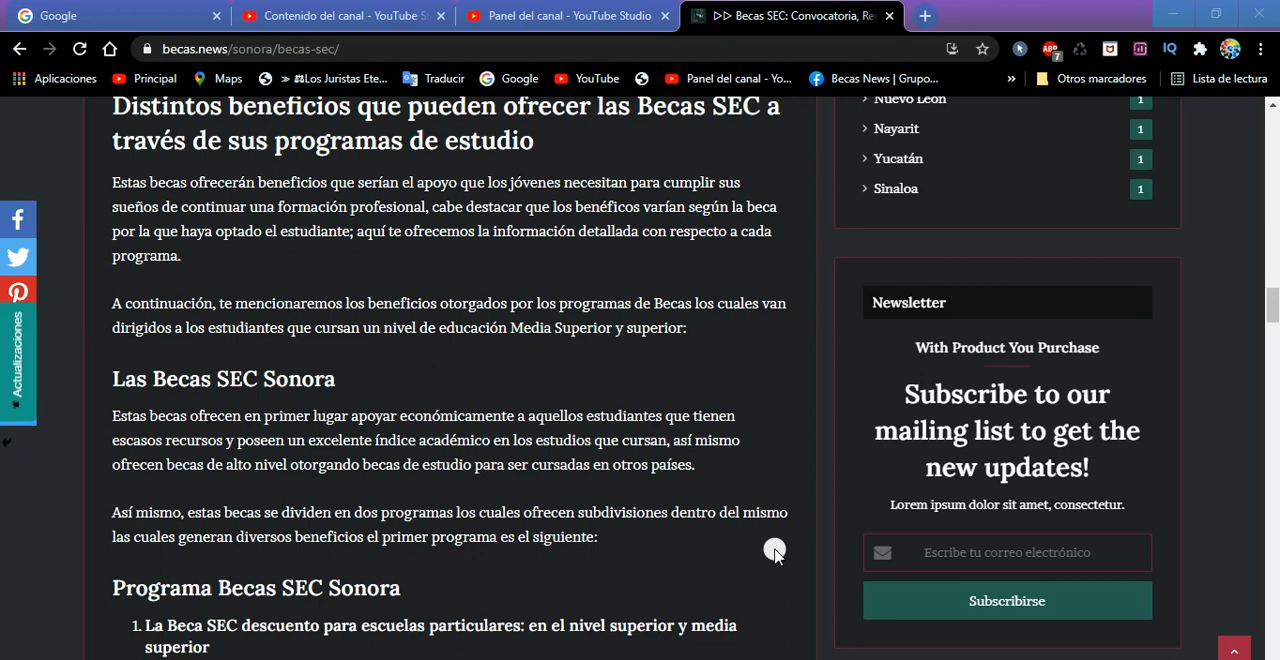 Google
Contenido del canal - YouTube S
Panel del canal - YouTube Studio
▷▷ Becas SEC: Convocatoria, Re
becas.news/sonora/becas-sec/
7
IQ
Aplicaciones
Principal
Maps
» ⚖Los Juristas Ete...
Traducir
Google
YouTube
Panel del canal - Yo...
Becas News | Grupo...
»
Otros marcadores
Lista de lectura
Distintos beneficios que pueden ofrecer las Becas SEC a
través de sus programas de estudio
Estas becas ofrecerán beneficios que serían el apoyo que los jóvenes necesitan para cumplir sus
sueños de continuar una formación profesional, cabe destacar que los benéficos varían según la beca
por la que haya optado el estudiante; aquí te ofrecemos la información detallada con respecto a cada
programa.
A continuación, te mencionaremos los beneficios otorgados por los programas de Becas los cuales van
dirigidos a los estudiantes que cursan un nivel de educación Media Superior y superior:
Las Becas SEC Sonora
Estas becas ofrecen en primer lugar apoyar económicamente a aquellos estudiantes que tienen
escasos recursos y poseen un excelente índice académico en los estudios que cursan, así mismo
ofrecen becas de alto nivel otorgando becas de estudio para ser cursadas en otros países.
Así mismo, estas becas se dividen en dos programas los cuales ofrecen subdivisiones dentro del mismo
las cuales generan diversos beneficios el primer programa es el siguiente:
Programa Becas SEC Sonora
1. La Beca SEC descuento para escuelas particulares: en el nivel superior y media
superior
Actualizaciones
Nuevo León 1
Nayarit 1
Yucatán 1
Sinaloa 1
Newsletter
With Product You Purchase
Subscribe to our
mailing list to get the
new updates!
Lorem ipsum dolor sit amet, consectetur.
Escribe tu correo electrónico
Subscribirse